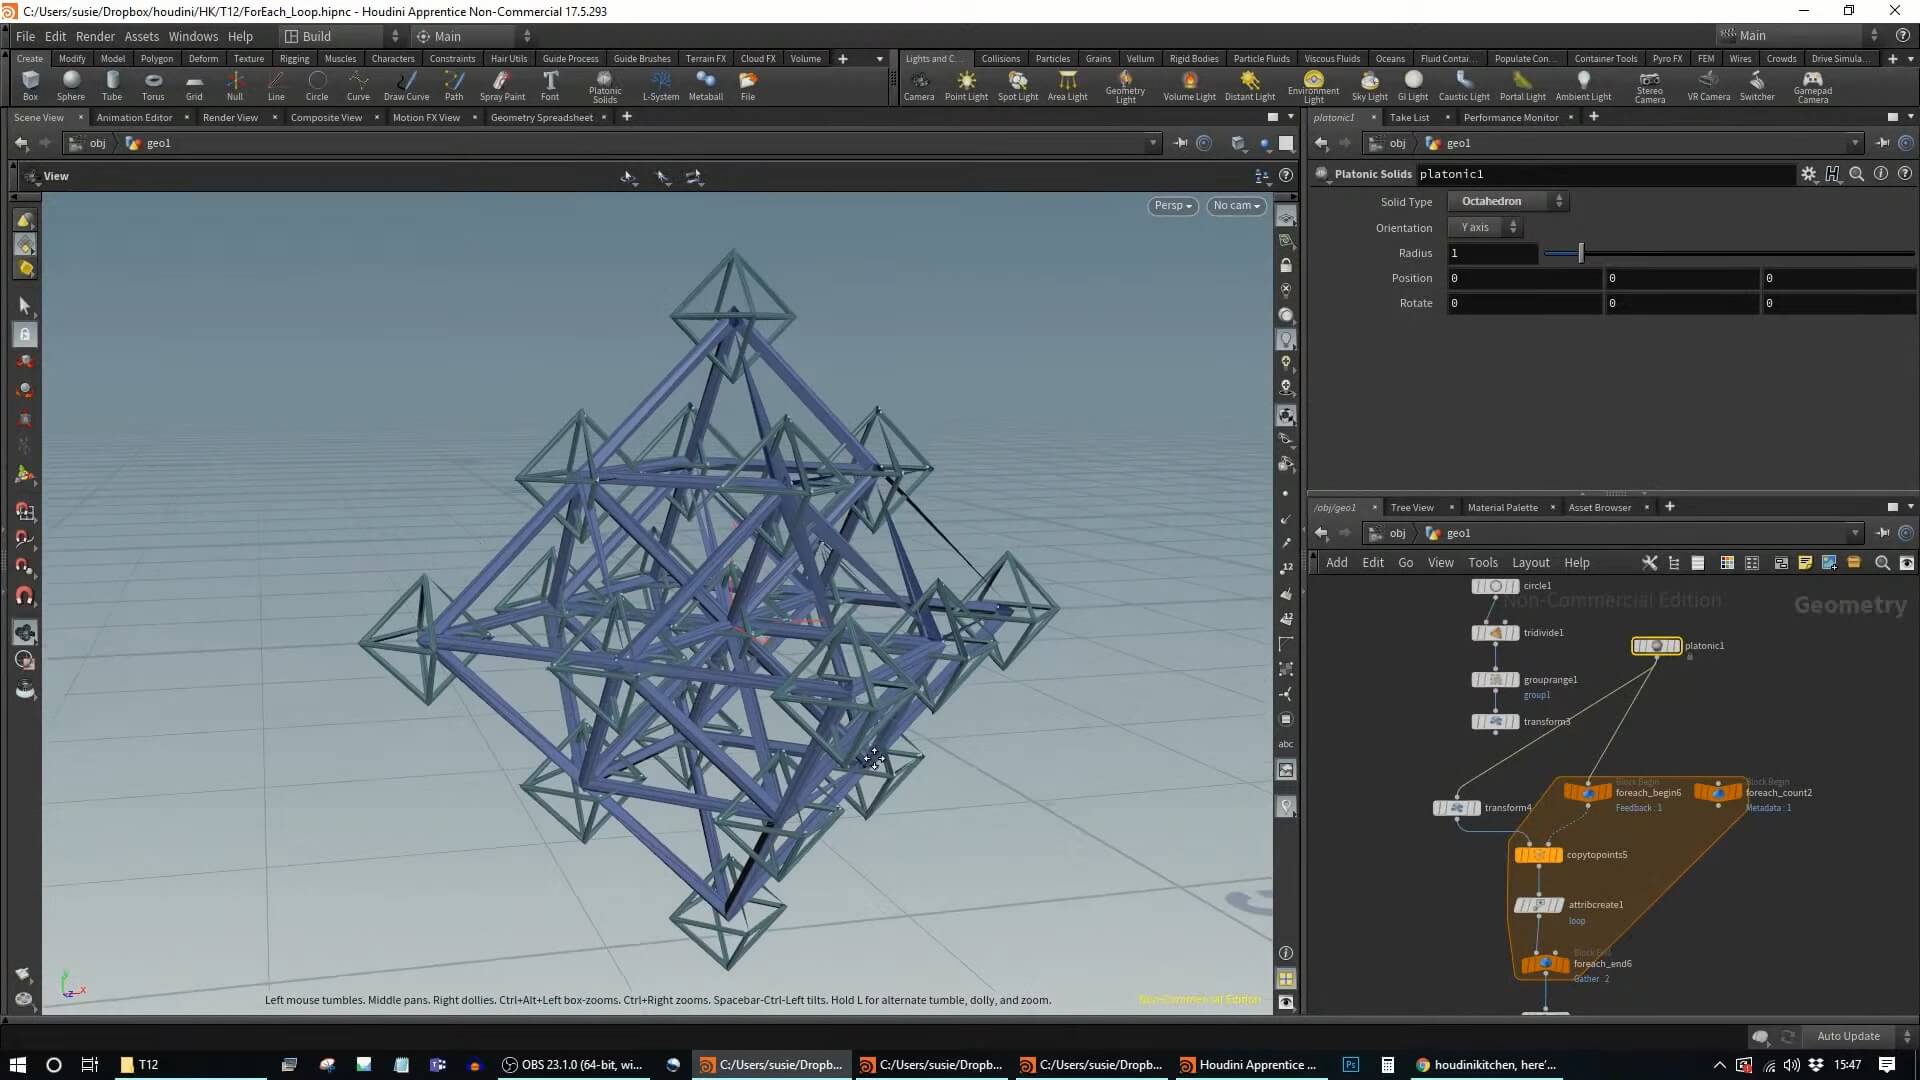 C:/Users/susie/Dropbox/houdini/HK/T12/ForEach_Loop.hipnc - Houdini Apprentice Non-Commercial 17.5.293
File Edit Render Assets Windows Help Build Main Main
Create Modify Model Polygon Deform Texture Rigging Muscles Characters Constraints Hair Utils Guide Process Guide Brushes Terrain FX Cloud FX Volume
Lights and C... Collisions Particles Grains Vellum Rigid Bodies Particle Fluids Viscous Fluids Oceans Fluid Contai... Populate Con... Container Tools Pyro FX FEM Wires Crowds Drive Simula...
Box Sphere Tube Torus Grid Null Line Circle Curve Draw Curve Path Spray Paint Font Platonic Solids L-System Metaball File
Camera Point Light Spot Light Area Light Geometry Light Volume Light Distant Light Environment Light Sky Light GI Light Caustic Light Portal Light Ambient Light Stereo Camera VR Camera Switcher Gamepad Camera
Scene View Animation Editor Render View Composite View Motion FX View Geometry Spreadsheet
platonic1 Take List Performance Monitor
obj geo1
obj geo1
View
Persp No cam
Platonic Solids platonic1
Solid Type Octahedron
Orientation Y axis
Radius 1
Position 0 0 0
Rotate 0 0 0
/obj/geo1 Tree View Material Palette Asset Browser
obj geo1
Add Edit Go View Tools Layout Help
Non-Commercial Edition
Geometry
circle1
tridivide1
platonic1
grouprange1
group1
transform3
Block Begin
Block Begin
foreach_begin6
foreach_count2
Feedback : 1
Metadata : 1
transform4
copytopoints5
attribcreate1
loop
Block End
foreach_end6
Gather 2
12
abc
Left mouse tumbles. Middle pans. Right dollies. Ctrl+Alt+Left box-zooms. Ctrl+Right zooms. Spacebar-Ctrl-Left tilts. Hold L for alternate tumble, dolly, and zoom.
Non-Commercial Edition
Auto Update
T12
OBS 23.1.0 (64-bit, wi...
C:/Users/susie/Dropb...
C:/Users/susie/Dropb...
C:/Users/susie/Dropb...
Houdini Apprentice ...
Ps
houdinikitchen, here'...
15:47